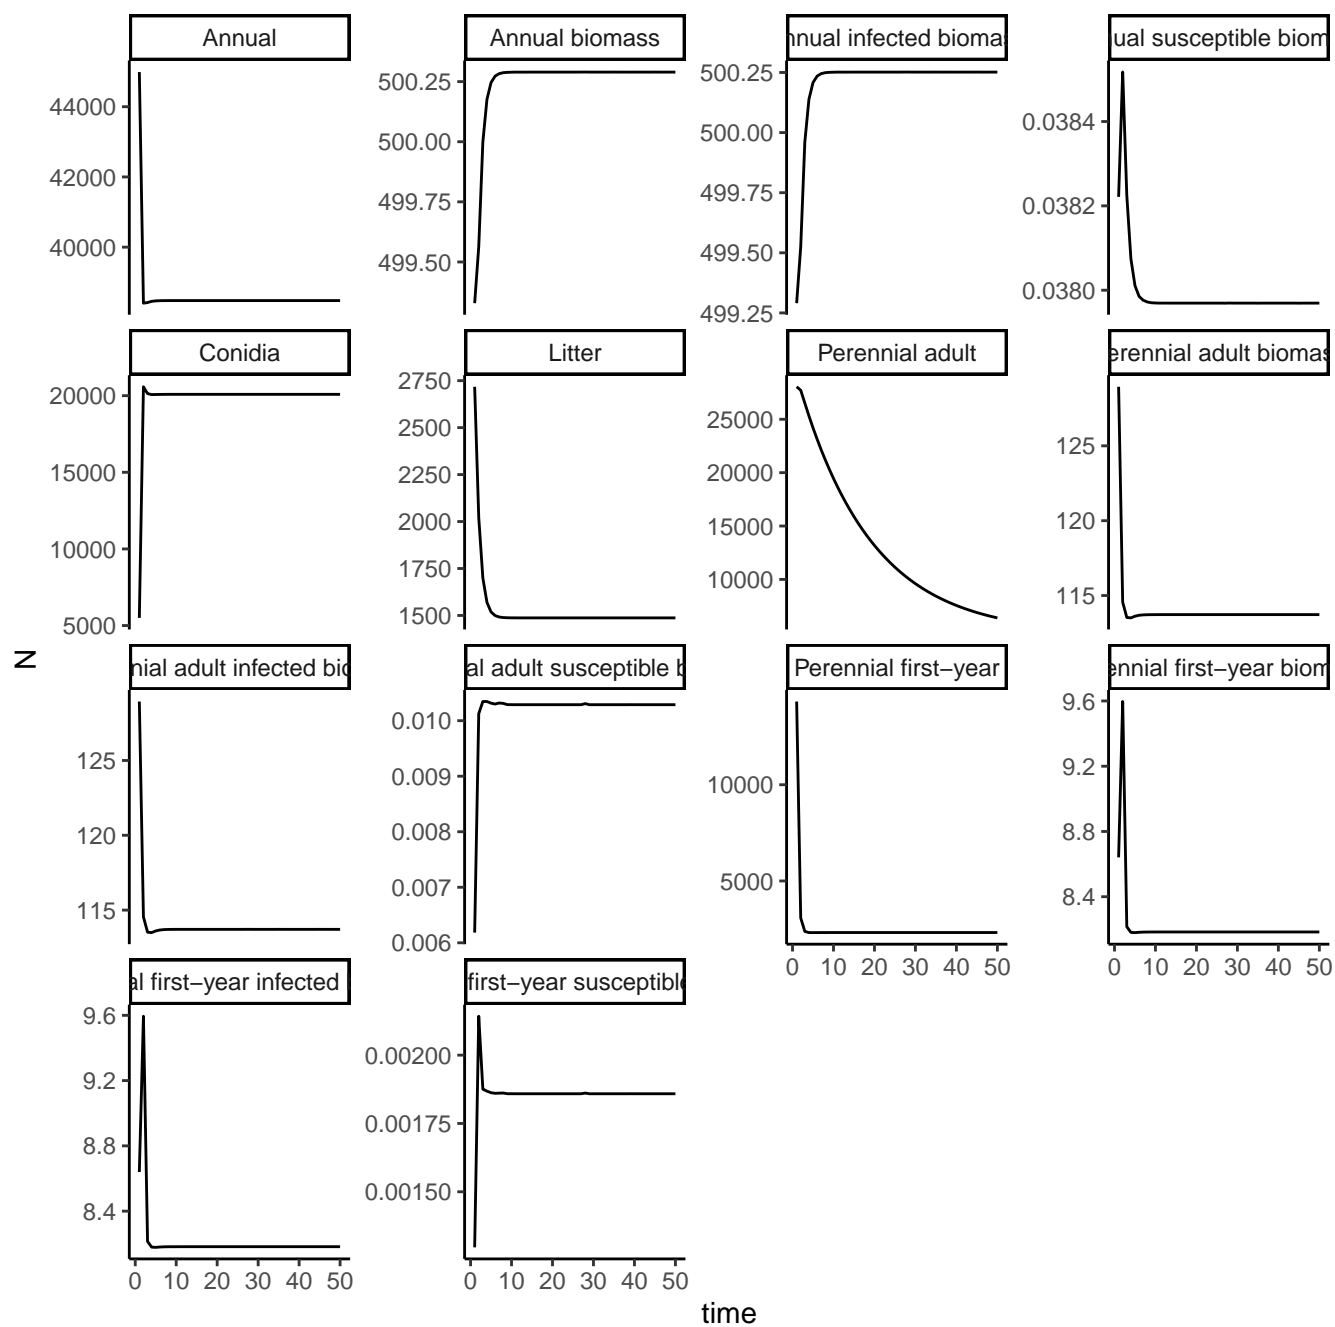 Annual
Annual biomass
nnual infected biomas
ual susceptible biom
44000
42000
40000
500.25
500.00
499.75
499.50
500.25
500.00
499.75
499.50
499.25
0.0384
0.0382
0.0380
Conidia
Litter
Perennial adult
erennial adult biomas
20000
15000
10000
5000
2750
2500
2250
2000
1750
1500
25000
20000
15000
10000
125
120
115
N
nial adult infected bio
al adult susceptible b
Perennial first−year
ennial first−year biom
125
120
115
0.010
0.009
0.008
0.007
0.006
10000
5000
9.6
9.2
8.8
8.4
0 10 20 30 40 50
0 10 20 30 40 50
al first−year infected
first−year susceptible
9.6
9.2
8.8
8.4
0.00200
0.00175
0.00150
0 10 20 30 40 50
0 10 20 30 40 50
time